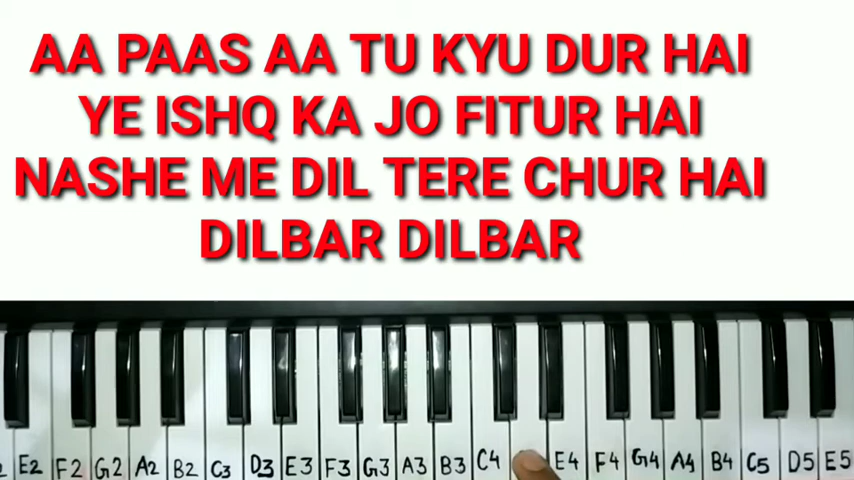 AA PAAS AA TU KYU DUR HAI
YE ISHQ KA JO FITUR HAI
NASHE ME DIL TERE CHUR HAI
DILBAR DILBAR
E2 F2 G2 A2 B2 C3 D3 E3 F3 G3 A3 B3 C4 E4 F4 G4 A4 B4 C5 D5 E5